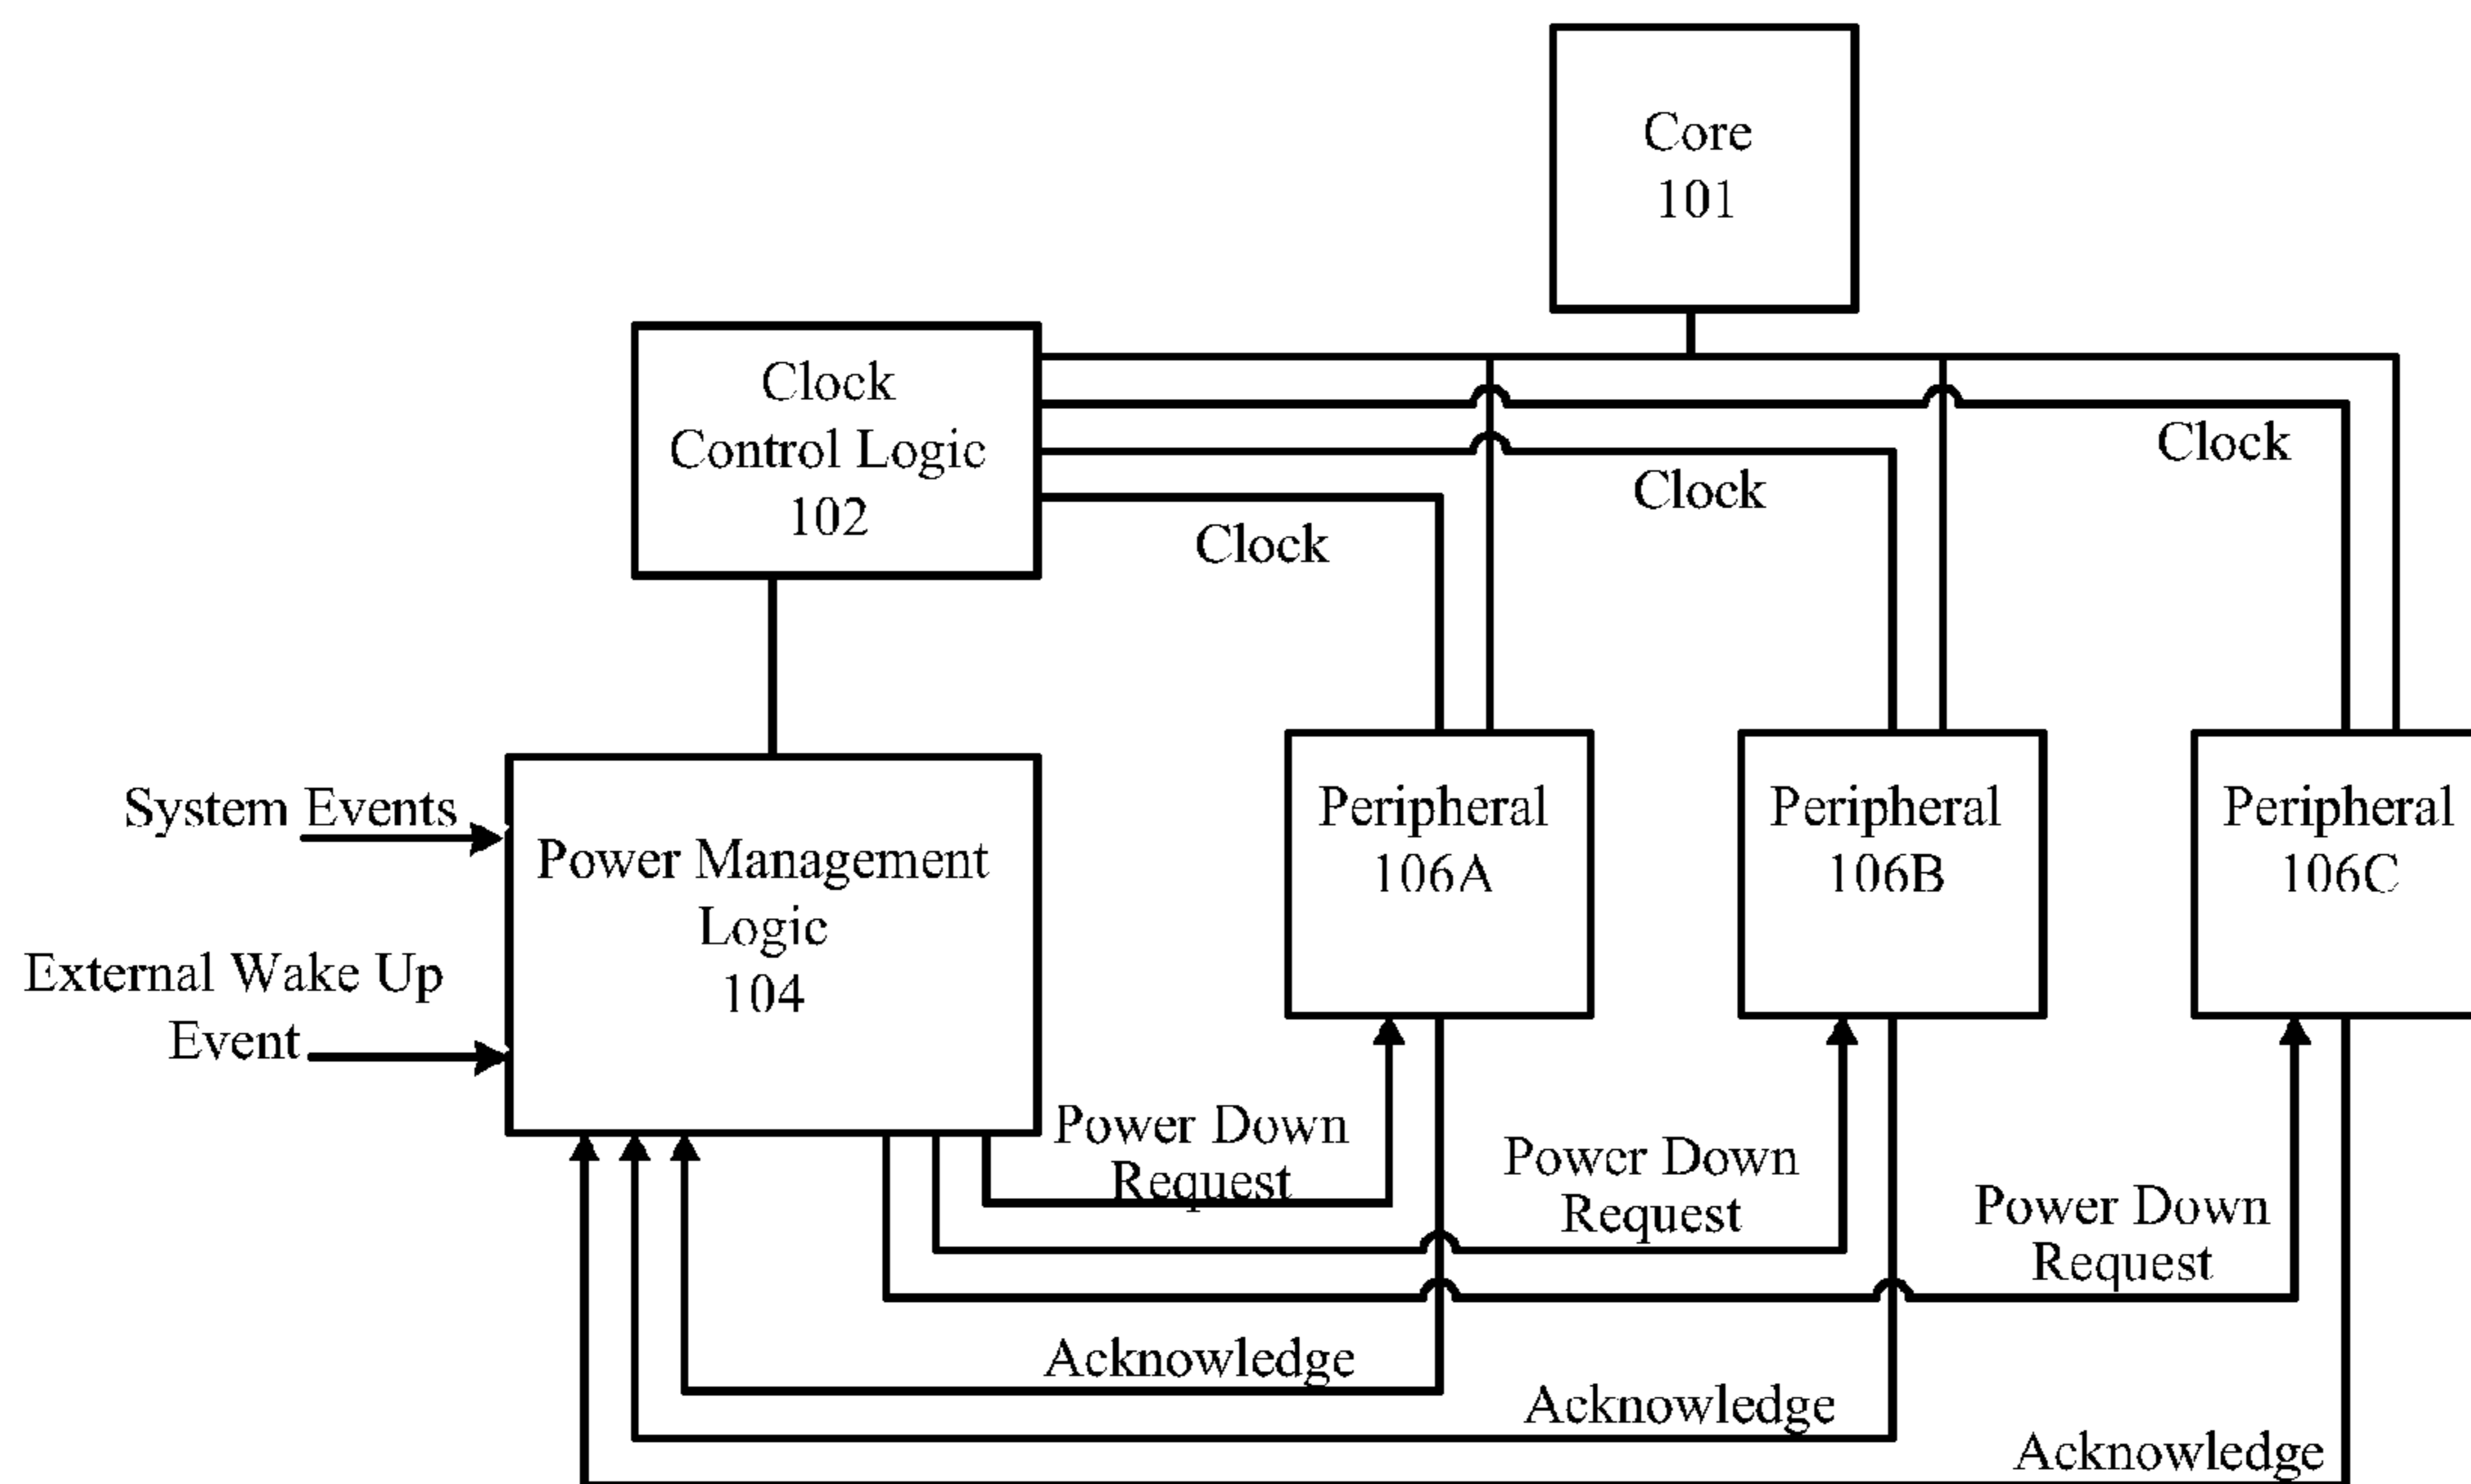 Core
101
Clock
Control Logic
102
Clock
Clock
Clock
System Events
Power Management
Logic
104
External Wake Up
Event
Peripheral
106A
Peripheral
106B
Peripheral
106C
Power Down
Request
Power Down
Request
Power Down
Request
Acknowledge
Acknowledge
Acknowledge